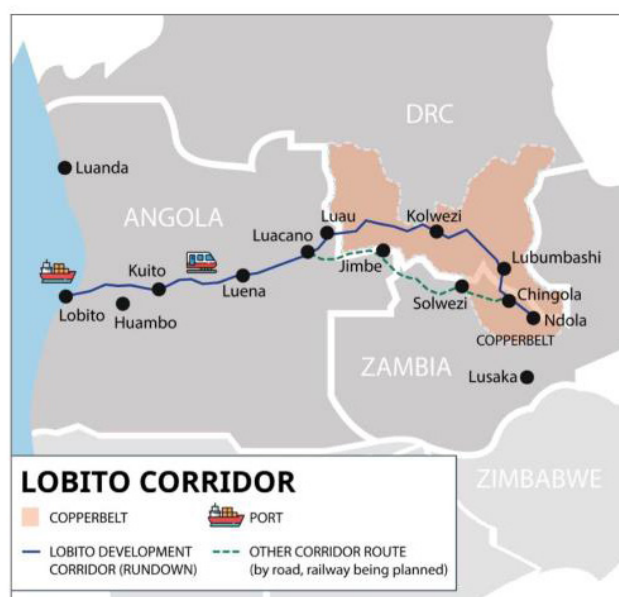 DRC
Luanda
ANGOLA
Luau
Kolwezi
Luacano
Lubumbashi
Jimbe
Kuito
Luena
Chingola
Solwezi
Lobito
Huambo
Ndola
COPPERBELT
ZAMBIA
Lusaka
ZIMBABWE
LOBITO CORRIDOR
COPPERBELT
PORT
LOBITO DEVELOPMENT
CORRIDOR (RUNDOWN)
OTHER CORRIDOR ROUTE
(by road, railway being planned)